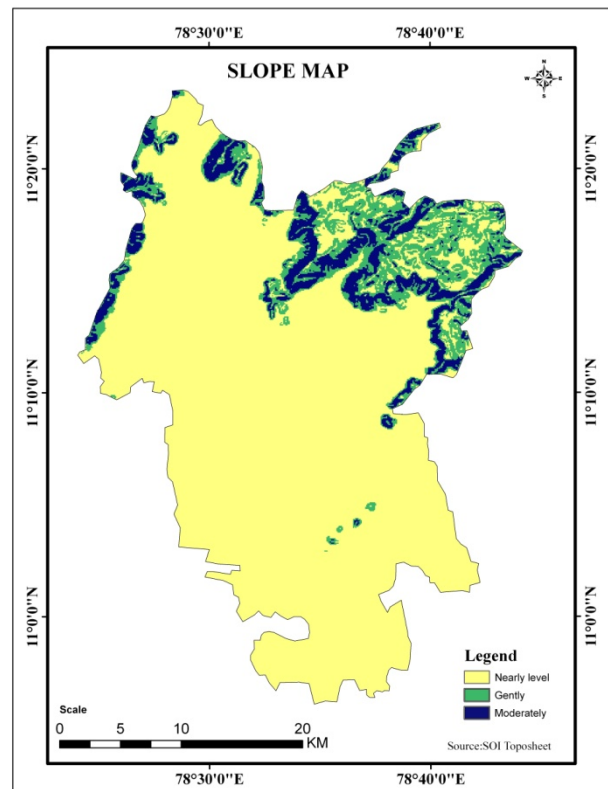 78°30'0"E 78°40'0"E
SLOPE MAP
N
W E
S
11°20'0"N 11°20'0"N
11°10'0"N 11°10'0"N
11°0'0"N 11°0'0"N
Legend
Nearly level
Gently
Moderately
Scale
0 5 10 20
KM
Source:SOI Toposheet
78°30'0"E 78°40'0"E